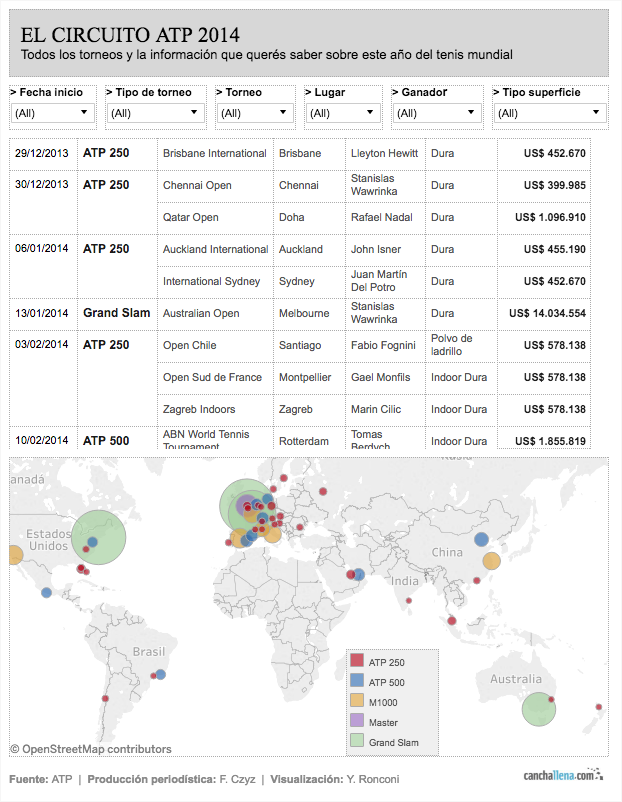 EL CIRCUITO ATP 2014
Todos los torneos y la información que querés saber sobre este año del tenis mundial
> Fecha inicio > Tipo de torneo > Torneo > Lugar > Ganador > Tipo superficie
(All) (All) (All) (All) (All) (All)
29/12/2013 ATP 250 Brisbane International Brisbane Lleyton Hewitt Dura US$ 452.670
30/12/2013 ATP 250 Chennai Open Chennai Stanislas Wawrinka Dura US$ 399.985
Qatar Open Doha Rafael Nadal Dura US$ 1.096.910
06/01/2014 ATP 250 Auckland International Auckland John Isner Dura US$ 455.190
International Sydney Sydney Juan Martín Del Potro Dura US$ 452.670
13/01/2014 Grand Slam Australian Open Melbourne Stanislas Wawrinka Dura US$ 14.034.554
03/02/2014 ATP 250 Open Chile Santiago Fabio Fognini Polvo de ladrillo US$ 578.138
Open Sud de France Montpellier Gael Monfils Indoor Dura US$ 578.138
Zagreb Indoors Zagreb Marin Cilic Indoor Dura US$ 578.138
10/02/2014 ATP 500 ABN World Tennis Tournament Rotterdam Tomas Berdych Indoor Dura US$ 1.855.819
anadá
Rusia
Estados
Unidos
China
India
Brasil
Australia
ATP 250
ATP 500
M1000
Master
Grand Slam
© OpenStreetMap contributors
Fuente: ATP | Producción periodística: F. Czyz | Visualización: Y. Ronconi
canchallena.com